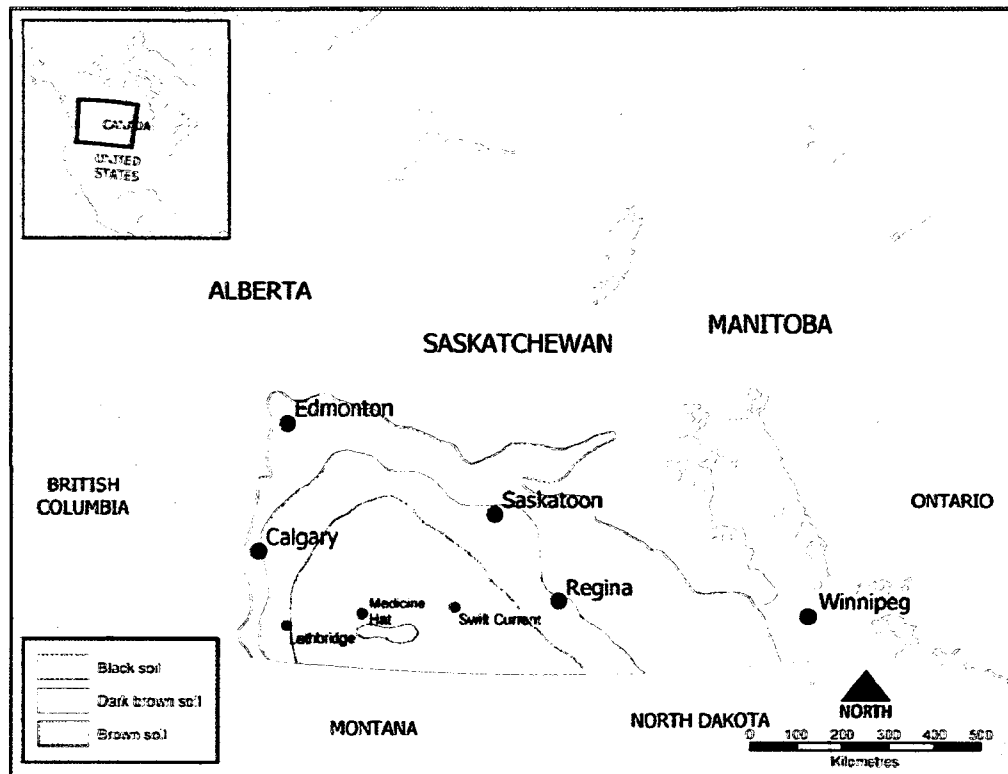 CANADA
UNITED
STATES
ALBERTA
SASKATCHEWAN
MANITOBA
Edmonton
BRITISH
COLUMBIA
Saskatoon
ONTARIO
Calgary
Regina
Winnipeg
Medicine
Hat
Swift Current
Lethbridge
Black soil
Dark brown soil
Brown soil
MONTANA
NORTH DAKOTA
NORTH
0 100 200 300 400 500
Kilometres